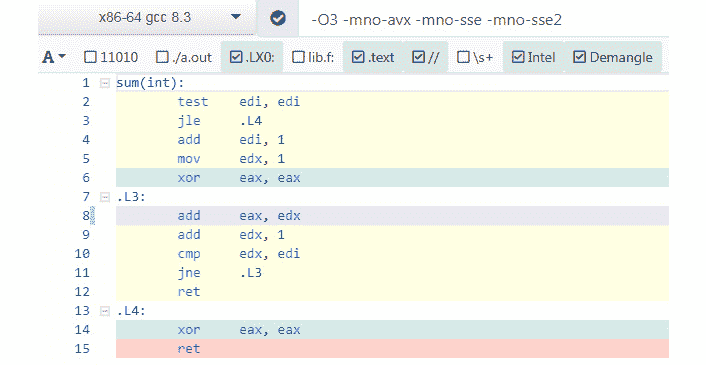 x86-64 gcc 8.3 -O3 -mno-avx -mno-sse -mno-sse2
A 11010 ./a.out .LX0: lib.f: .text // \s+ Intel Demangle
1 sum(int):
2 test edi, edi
3 jle .L4
4 add edi, 1
5 mov edx, 1
6 xor eax, eax
7 .L3:
8 add eax, edx
9 add edx, 1
10 cmp edx, edi
11 jne .L3
12 ret
13 .L4:
14 xor eax, eax
15 ret